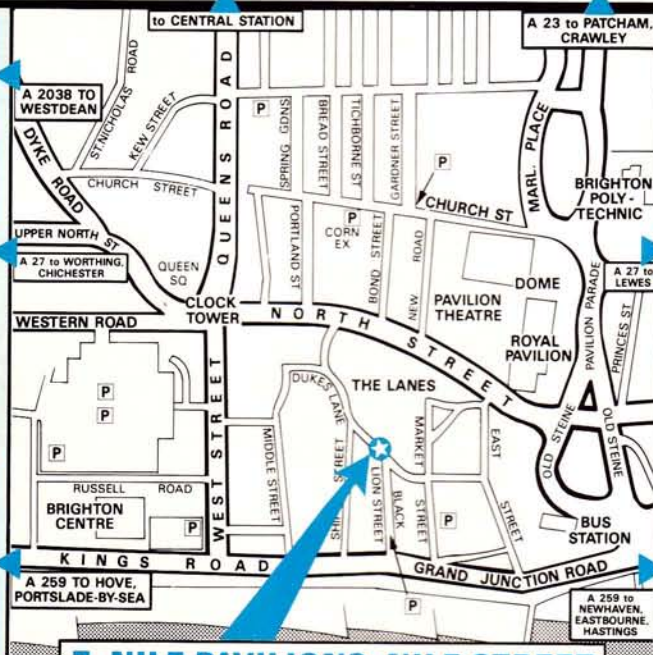 to CENTRAL STATION
A 23 to PATCHAM,
CRAWLEY
A 2038 TO
WESTDEAN
DYKE ROAD
ST.NICHOLAS ROAD
KEW STREET
QUEENS ROAD
P
SPRING GDNS
BREAD STREET
TICHBORNE ST
GARDNER STREET
P
MARL. PLACE
BRIGHTON
POLY-
TECHNIC
CHURCH STREET
CHURCH ST
UPPER NORTH ST
A 27 to WORTHING,
CHICHESTER
QUEEN
SQ
PORTLAND ST
P
CORN
EX
BOND STREET
NEW ROAD
DOME
PAVILION
THEATRE
ROYAL
PAVILION
PAVILION PARADE
PRINCES ST
A 27 to
LEWES
CLOCK
TOWER
NORTH STREET
WESTERN ROAD
P
P
P
WEST STREET
DUKES LANE
THE LANES
MIDDLE STREET
LION STREET
BLACK
MARKET STREET
EAST STREET
OLD STEINE
OLD STEINE
P
RUSSELL ROAD
BRIGHTON
CENTRE
P
BUS
STATION
KINGS ROAD
GRAND JUNCTION ROAD
A 259 TO HOVE,
PORTSLADE-BY-SEA
P
A 259 to
NEWHAVEN,
EASTBOURNE,
HASTINGS
7 NILE PAVILIONS, NILE STREET